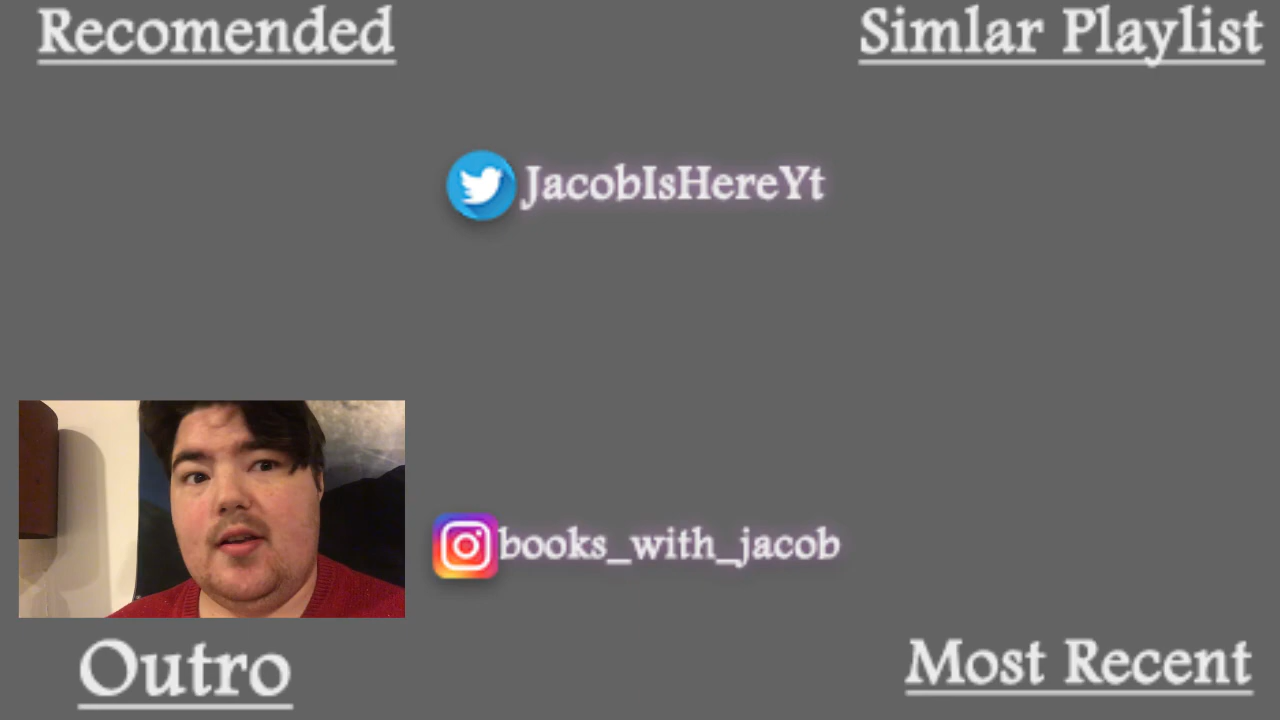 Recomended
Simlar Playlist
JacobIsHereYt
books_with_jacob
Outro
Most Recent